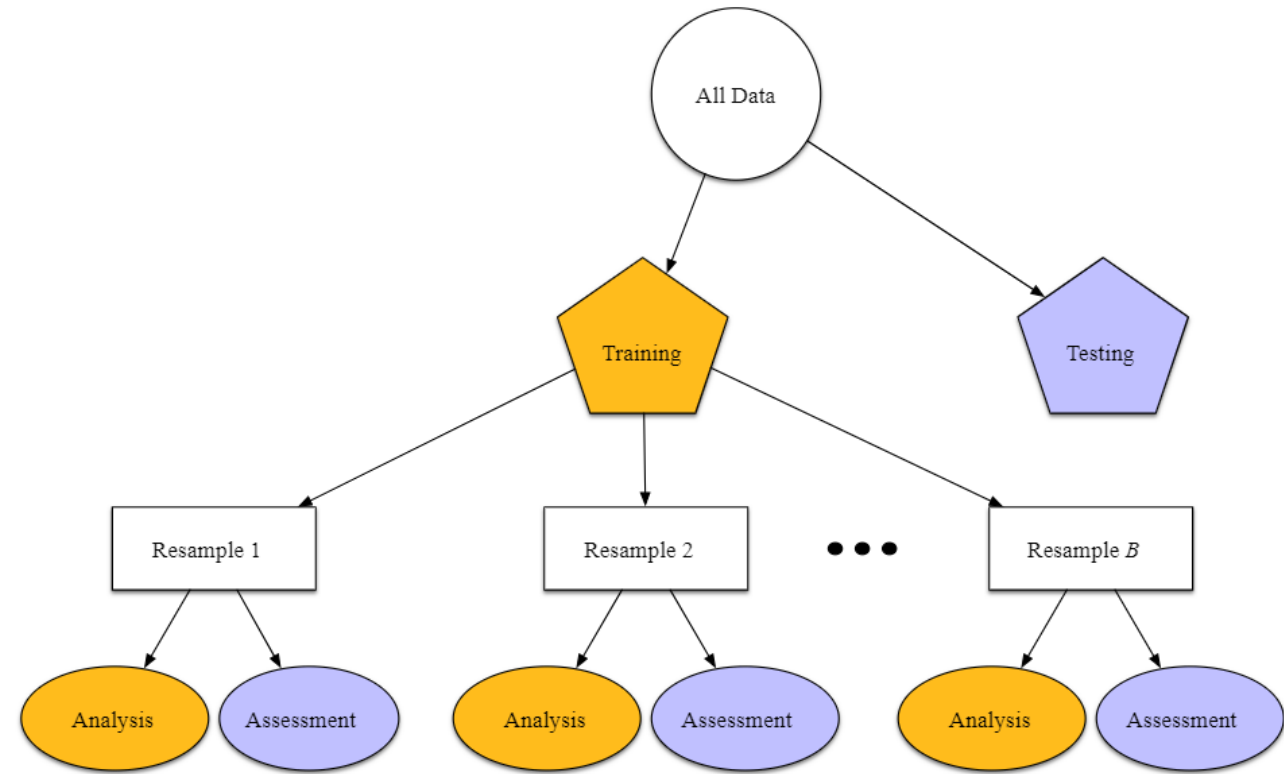 All Data
Training
Testing
Resample 1
Resample 2
Resample B
Analysis
Assessment
Analysis
Assessment
Analysis
Assessment